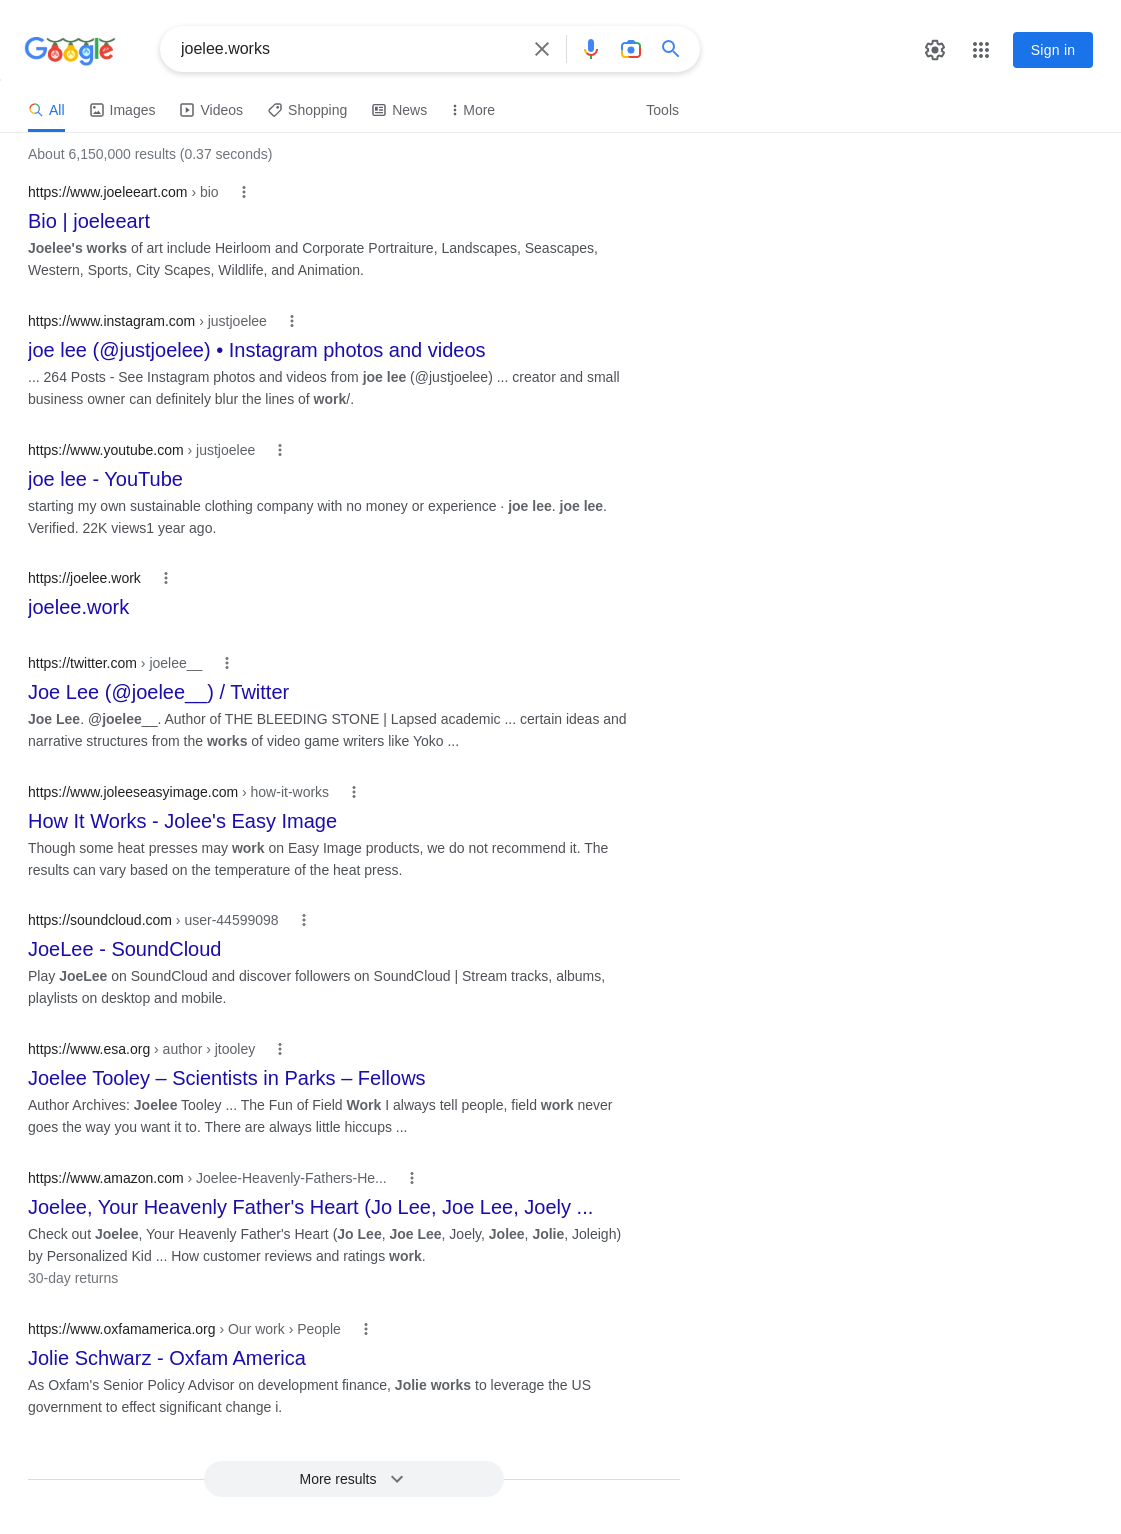 Google
joelee.works
Sign in
All
Images
Videos
Shopping
News
More
Tools
About 6,150,000 results (0.37 seconds)
https://www.joeleeart.com › bio
Bio | joeleeart
Joelee's works of art include Heirloom and Corporate Portraiture, Landscapes, Seascapes,
Western, Sports, City Scapes, Wildlife, and Animation.
https://www.instagram.com › justjoelee
joe lee (@justjoelee) • Instagram photos and videos
... 264 Posts - See Instagram photos and videos from joe lee (@justjoelee) ... creator and small
business owner can definitely blur the lines of work/.
https://www.youtube.com › justjoelee
joe lee - YouTube
starting my own sustainable clothing company with no money or experience · joe lee. joe lee.
Verified. 22K views1 year ago.
https://joelee.work
joelee.work
https://twitter.com › joelee__
Joe Lee (@joelee__) / Twitter
Joe Lee. @joelee__. Author of THE BLEEDING STONE | Lapsed academic ... certain ideas and
narrative structures from the works of video game writers like Yoko ...
https://www.joleeseasyimage.com › how-it-works
How It Works - Jolee's Easy Image
Though some heat presses may work on Easy Image products, we do not recommend it. The
results can vary based on the temperature of the heat press.
https://soundcloud.com › user-44599098
JoeLee - SoundCloud
Play JoeLee on SoundCloud and discover followers on SoundCloud | Stream tracks, albums,
playlists on desktop and mobile.
https://www.esa.org › author › jtooley
Joelee Tooley – Scientists in Parks – Fellows
Author Archives: Joelee Tooley ... The Fun of Field Work I always tell people, field work never
goes the way you want it to. There are always little hiccups ...
https://www.amazon.com › Joelee-Heavenly-Fathers-He...
Joelee, Your Heavenly Father's Heart (Jo Lee, Joe Lee, Joely ...
Check out Joelee, Your Heavenly Father's Heart (Jo Lee, Joe Lee, Joely, Jolee, Jolie, Joleigh)
by Personalized Kid ... How customer reviews and ratings work.
30-day returns
https://www.oxfamamerica.org › Our work › People
Jolie Schwarz - Oxfam America
As Oxfam's Senior Policy Advisor on development finance, Jolie works to leverage the US
government to effect significant change i.
More results